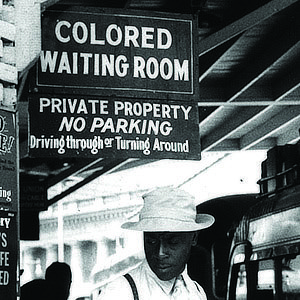 COLORED
WAITING ROOM
PRIVATE PROPERTY
NO PARKING
Driving through or Turning Around